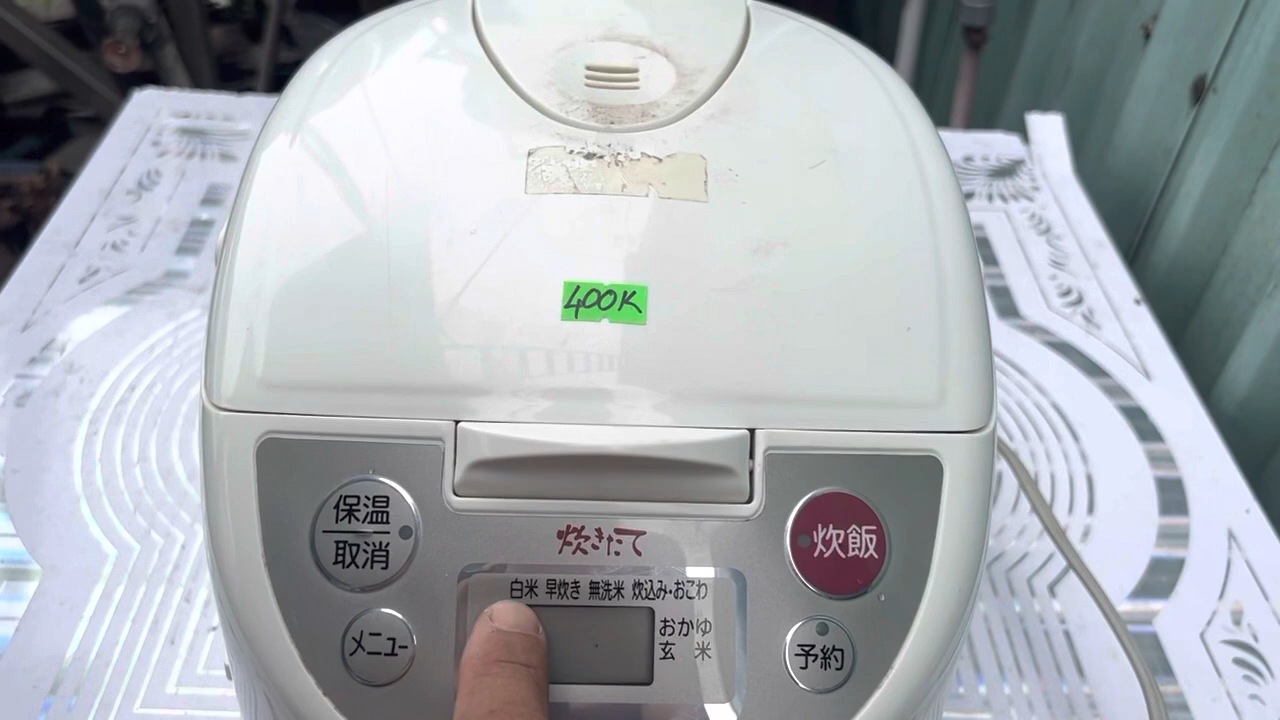 400K
保温
取消
炊きたて
炊飯
白米 早炊き 無洗米 炊込み・おこわ
メニュー
おかゆ
玄米
予約